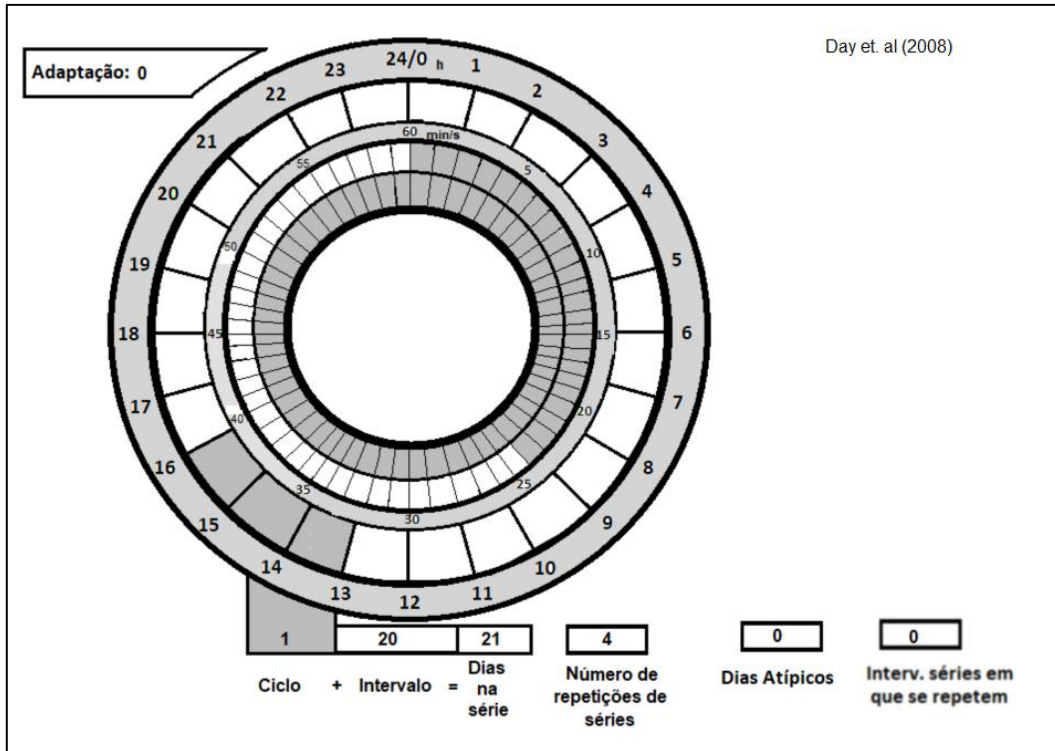 Day et. al (2008)
Adaptação: 0
24/0 h
1
2
3
4
5
6
7
8
9
10
11
12
13
14
15
16
17
18
19
20
21
22
23
60 min/s
5
10
15
20
25
30
35
40
45
50
55
1 20 21 4 0 0
Ciclo + Intervalo = Dias
na
série
Número de
repetições de
séries
Dias Atípicos
Interv. séries em
que se repetem